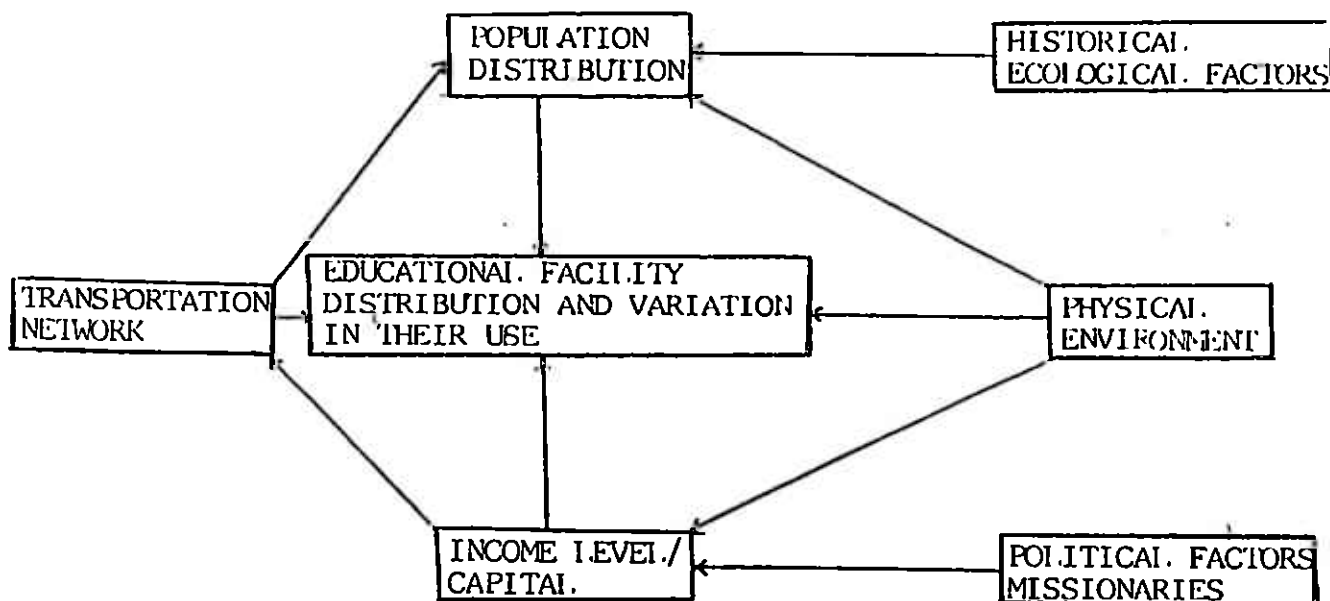 POPULATION
DISTRIBUTION
HISTORICAL
ECOLOGICAL FACTORS
EDUCATIONAL FACILITY
DISTRIBUTION AND VARIATION
IN THEIR USE
TRANSPORTATION
NETWORK
PHYSICAL
ENVIRONMENT
INCOME LEVEL/
CAPITAL
POLITICAL FACTORS
MISSIONARIES